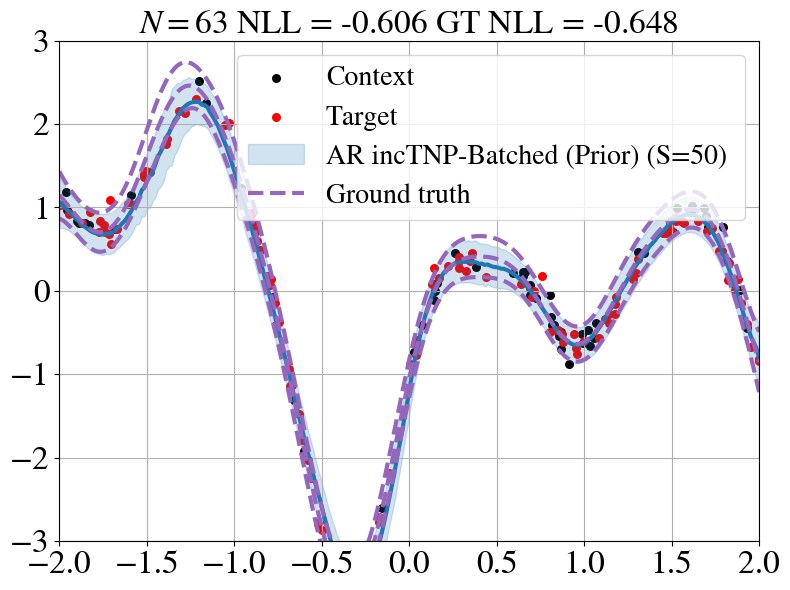 N = 63 NLL = -0.606 GT NLL = -0.648
3
2
1
0
−1
−2
−3
Context
Target
AR incTNP-Batched (Prior) (S=50)
Ground truth
−2.0 −1.5 −1.0 −0.5 0.0 0.5 1.0 1.5 2.0